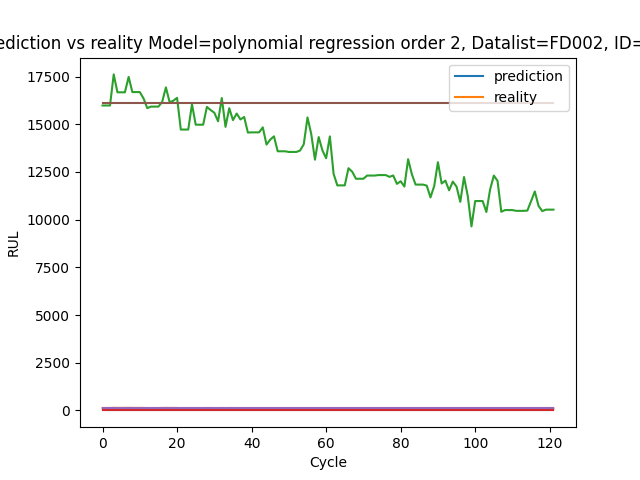 ediction vs reality Model=polynomial regression order 2, Datalist=FD002, ID=
17500
15000
12500
10000
7500
5000
2500
0
RUL
prediction
reality
0 20 40 60 80 100 120
Cycle